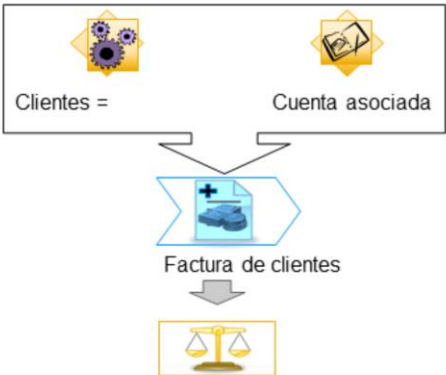 Clientes = Cuenta asociada
Factura de clientes